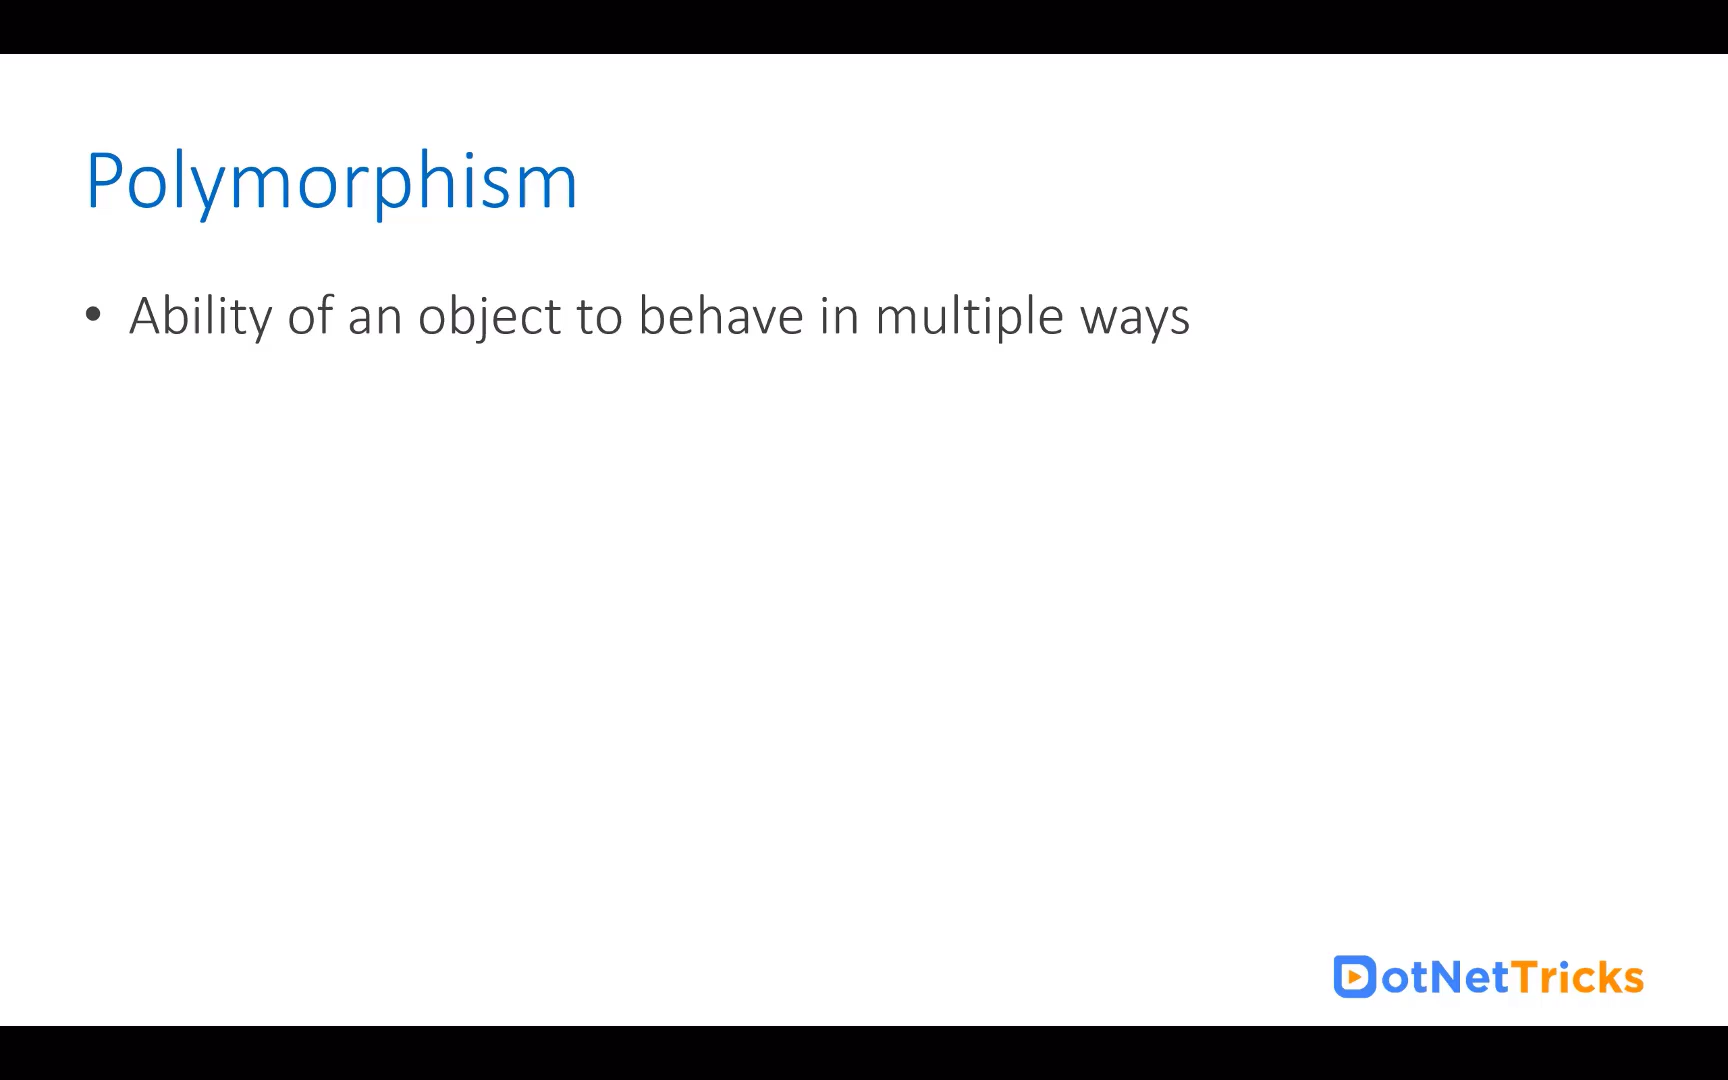 Polymorphism
• Ability of an object to behave in multiple ways
DotNetTricks